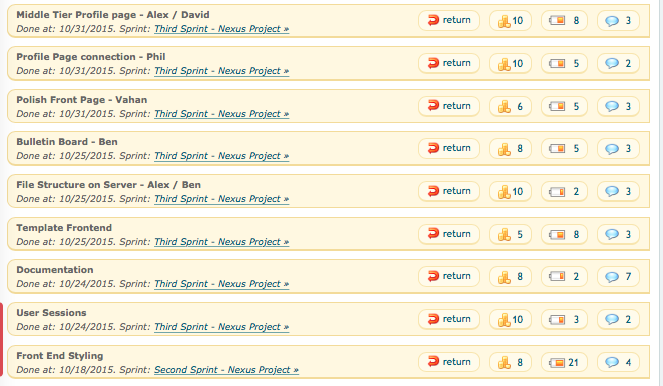 Middle Tier Profile page - Alex / David
return 10 8 3
Done at: 10/31/2015. Sprint: Third Sprint - Nexus Project »
Profile Page connection - Phil
return 10 5 2
Done at: 10/31/2015. Sprint: Third Sprint - Nexus Project »
Polish Front Page - Vahan
return 6 5 3
Done at: 10/31/2015. Sprint: Third Sprint - Nexus Project »
Bulletin Board - Ben
return 8 5 3
Done at: 10/25/2015. Sprint: Third Sprint - Nexus Project »
File Structure on Server - Alex / Ben
return 10 2 3
Done at: 10/25/2015. Sprint: Third Sprint - Nexus Project »
Template Frontend
return 5 8 3
Done at: 10/25/2015. Sprint: Third Sprint - Nexus Project »
Documentation
return 8 2 7
Done at: 10/24/2015. Sprint: Third Sprint - Nexus Project »
User Sessions
return 10 3 2
Done at: 10/24/2015. Sprint: Third Sprint - Nexus Project »
Front End Styling
return 8 21 4
Done at: 10/18/2015. Sprint: Second Sprint - Nexus Project »